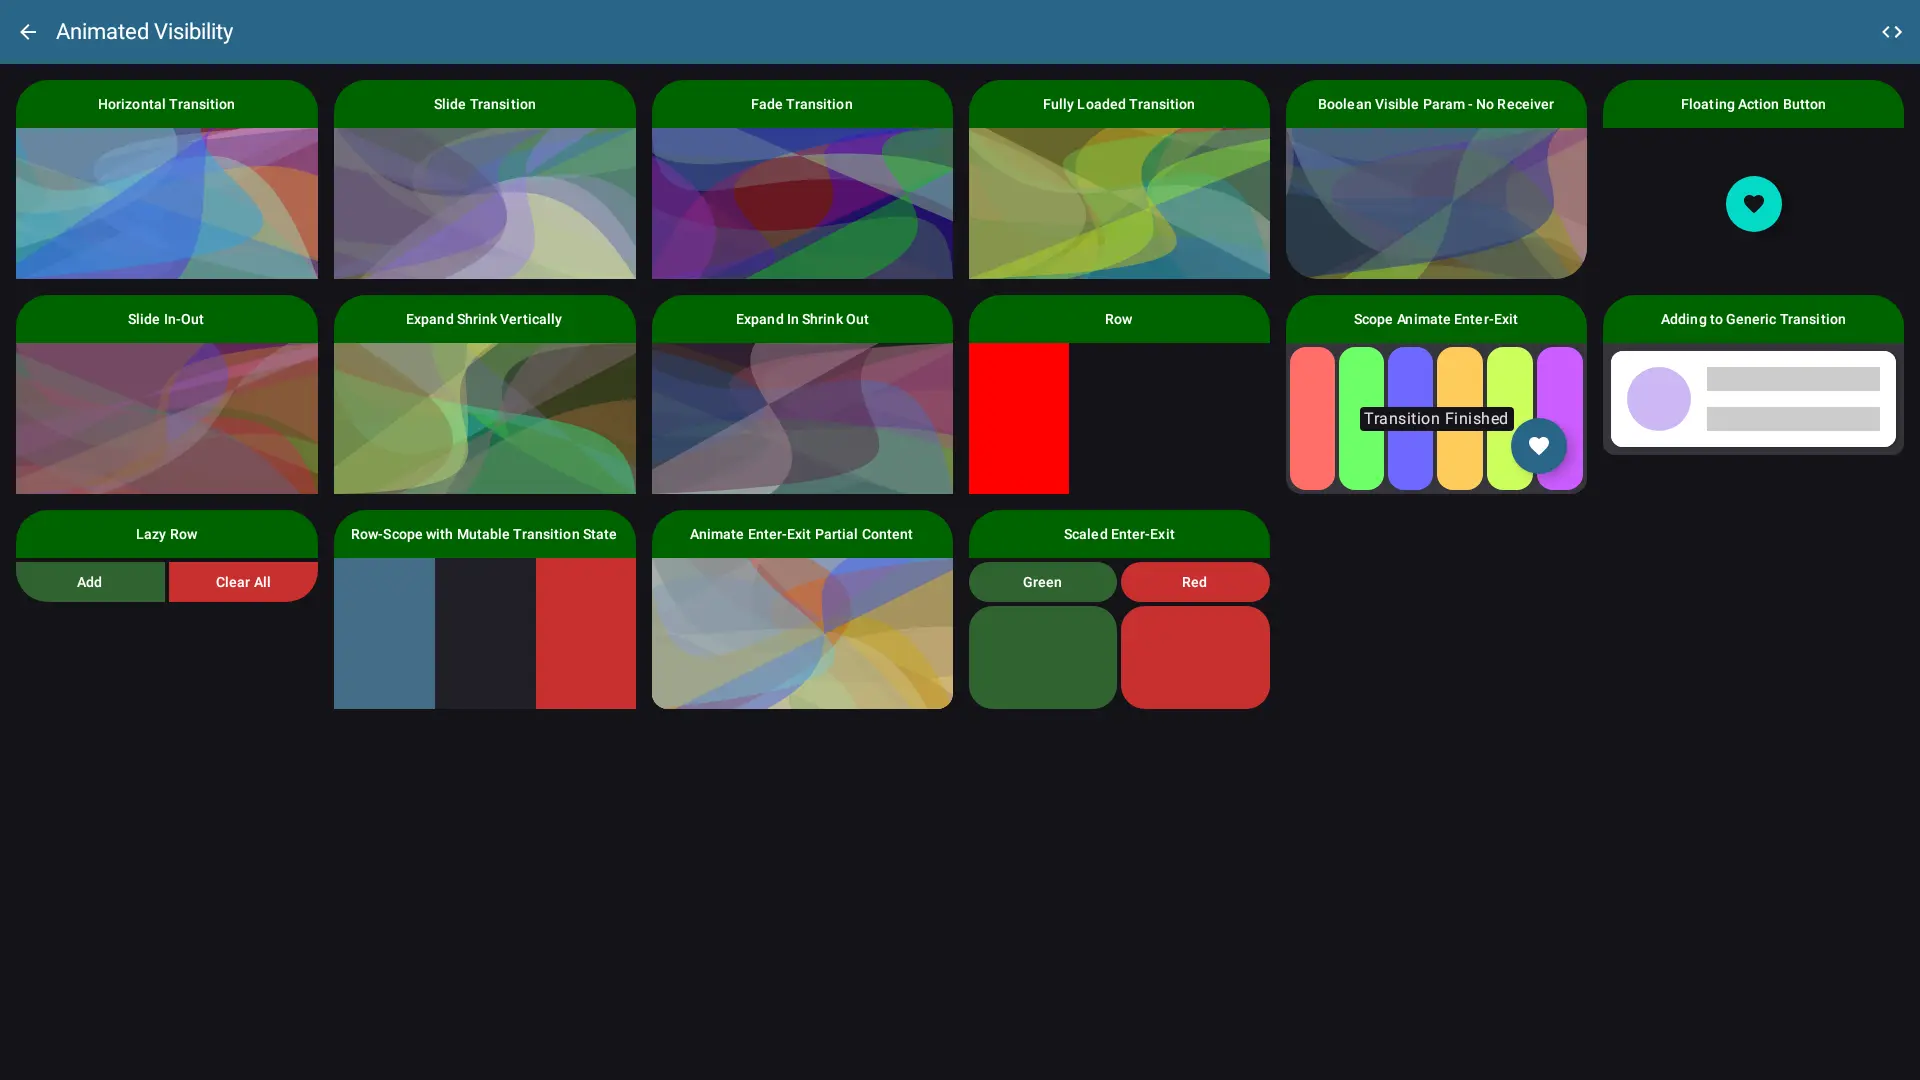 Animated Visibility
Horizontal Transition
Slide Transition
Fade Transition
Fully Loaded Transition
Boolean Visible Param - No Receiver
Floating Action Button
Slide In-Out
Expand Shrink Vertically
Expand In Shrink Out
Row
Scope Animate Enter-Exit
Adding to Generic Transition
Transition Finished
Lazy Row
Row-Scope with Mutable Transition State
Animate Enter-Exit Partial Content
Scaled Enter-Exit
Add
Clear All
Green
Red